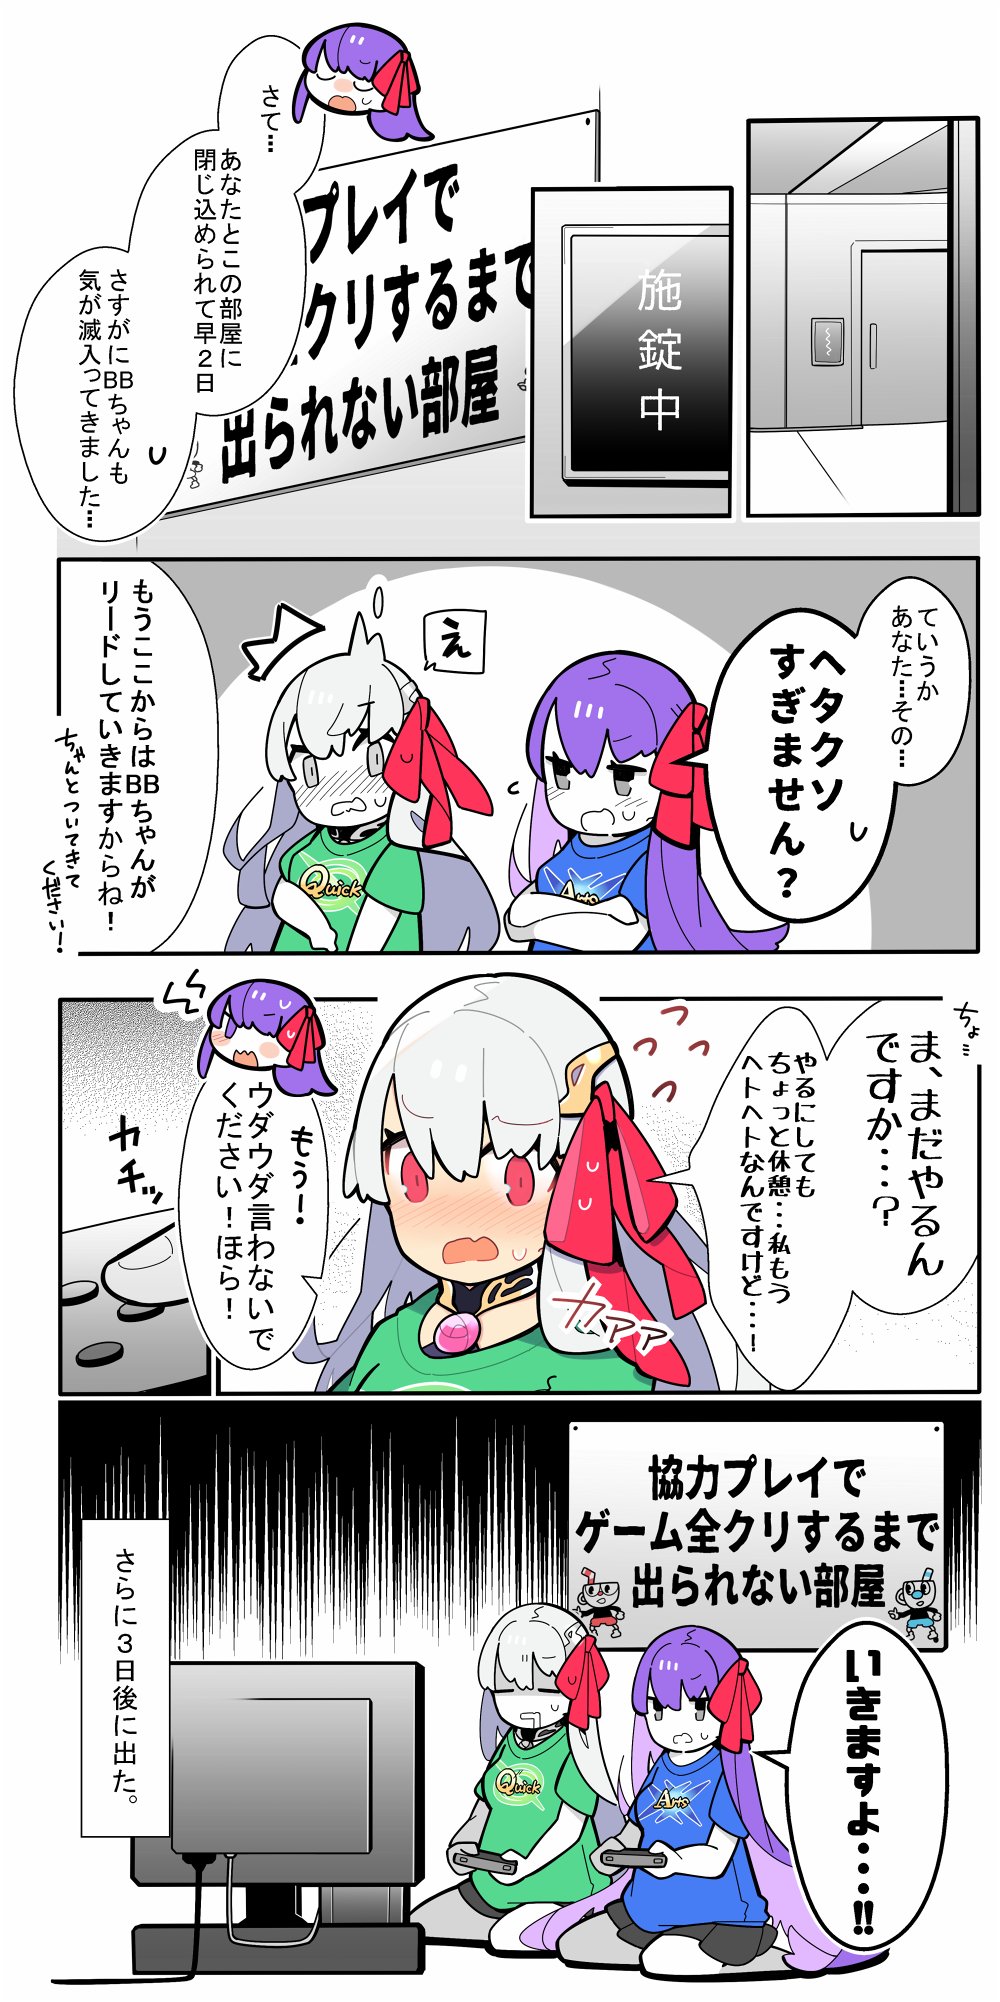 施
錠
中
プレイで
クリするまで
出られない部屋
さて…
あなたとこの部屋に
閉じ込められて早２日
さすがにBBちゃんも
気が滅入ってきました…
ていうか
あなた…その…
ヘタクソ
すぎません？
え
Quick
Arts
もうここからはBBちゃんが
リードしていきますからね！
ちゃんとついてきて
ください！
ちょ…
ま、まだやるん
ですか・・・？
やるにしても
ちょっと休憩・・・私もう
ヘトヘトなんですけど・・・！
カァァァ
もう！
ウダウダ言わないで
ください！ほら！
カチッ
協力プレイで
ゲーム全クリするまで
出られない部屋
いきますよ・・・!!
Quick
Arts
さらに３日後に出た。